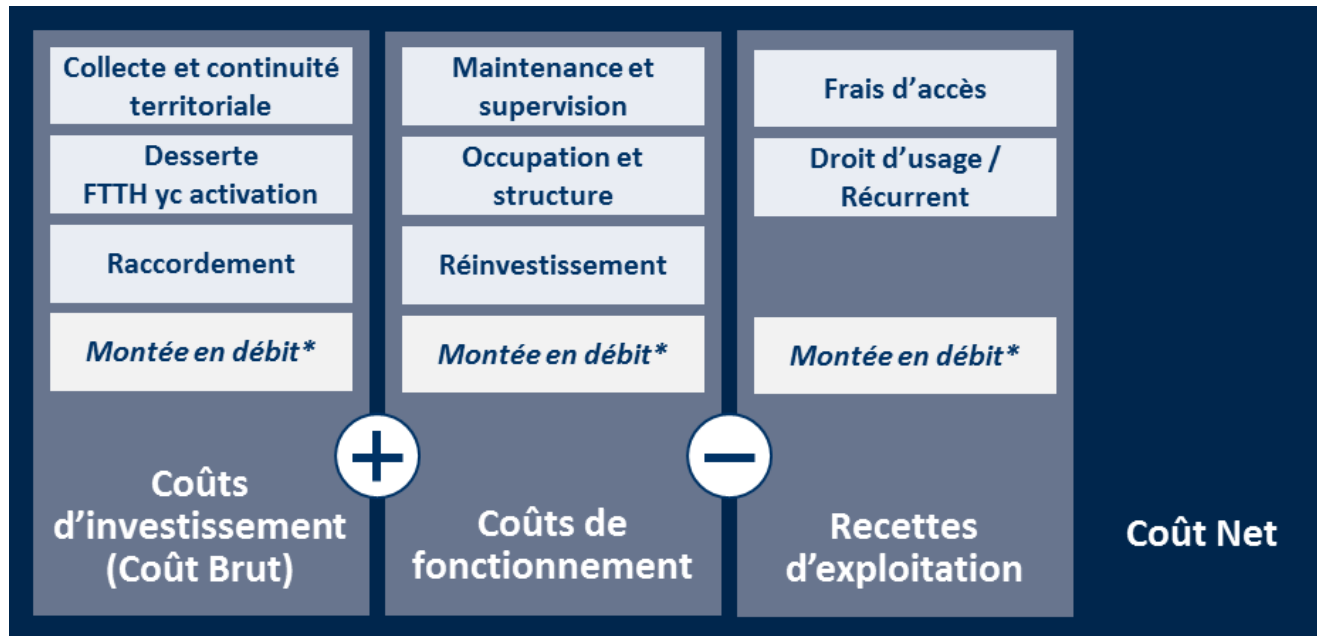 Collecte et continuité
territoriale
Desserte
FTTH yc activation
Raccordement
Montée en débit*
Coûts
d'investissement
(Coût Brut)
+
Maintenance et
supervision
Occupation et
structure
Réinvestissement
Montée en débit*
Coûts de
fonctionnement
−
Frais d'accès
Droit d'usage /
Récurrent
Montée en débit*
Recettes
d'exploitation
Coût Net